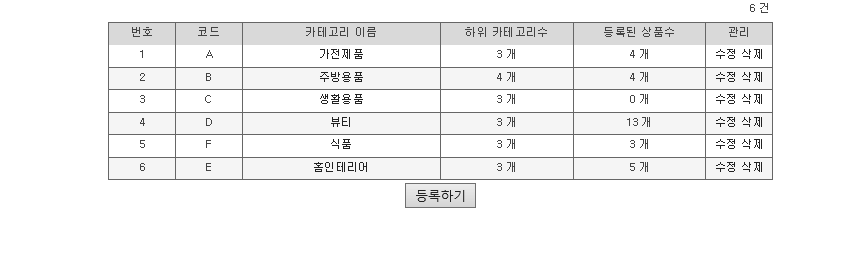 6 건
번호 코드 카테고리 이름 하위 카테고리수 등록된 상품수 관리
1 A 가전제품 3 개 4 개 수정 삭제
2 B 주방용품 4 개 4 개 수정 삭제
3 C 생활용품 3 개 0 개 수정 삭제
4 D 뷰티 3 개 13 개 수정 삭제
5 F 식품 3 개 3 개 수정 삭제
6 E 홈인테리어 3 개 5 개 수정 삭제
등록하기